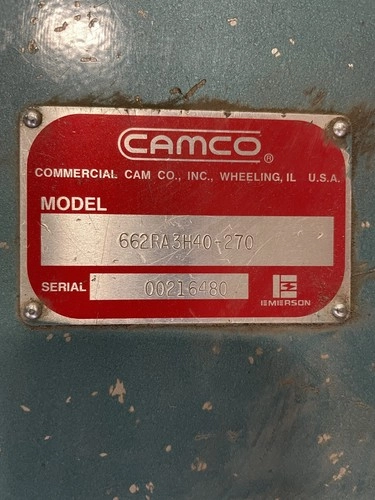 CAMCO®
COMMERCIAL CAM CO., INC., WHEELING, IL U.S.A.
MODEL
662RA3H40-270
SERIAL 00216480
EMERSON